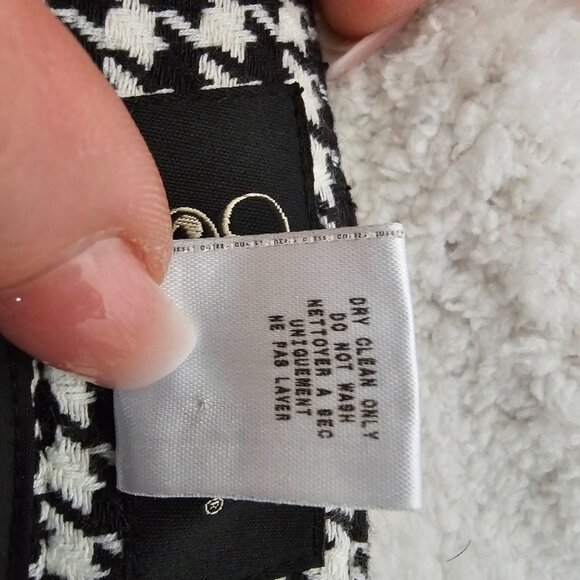 DRY CLEAN ONLY
DO NOT WASH
NETTOYER A SEC
UNIQUEMENT
NE PAS LAVER
®